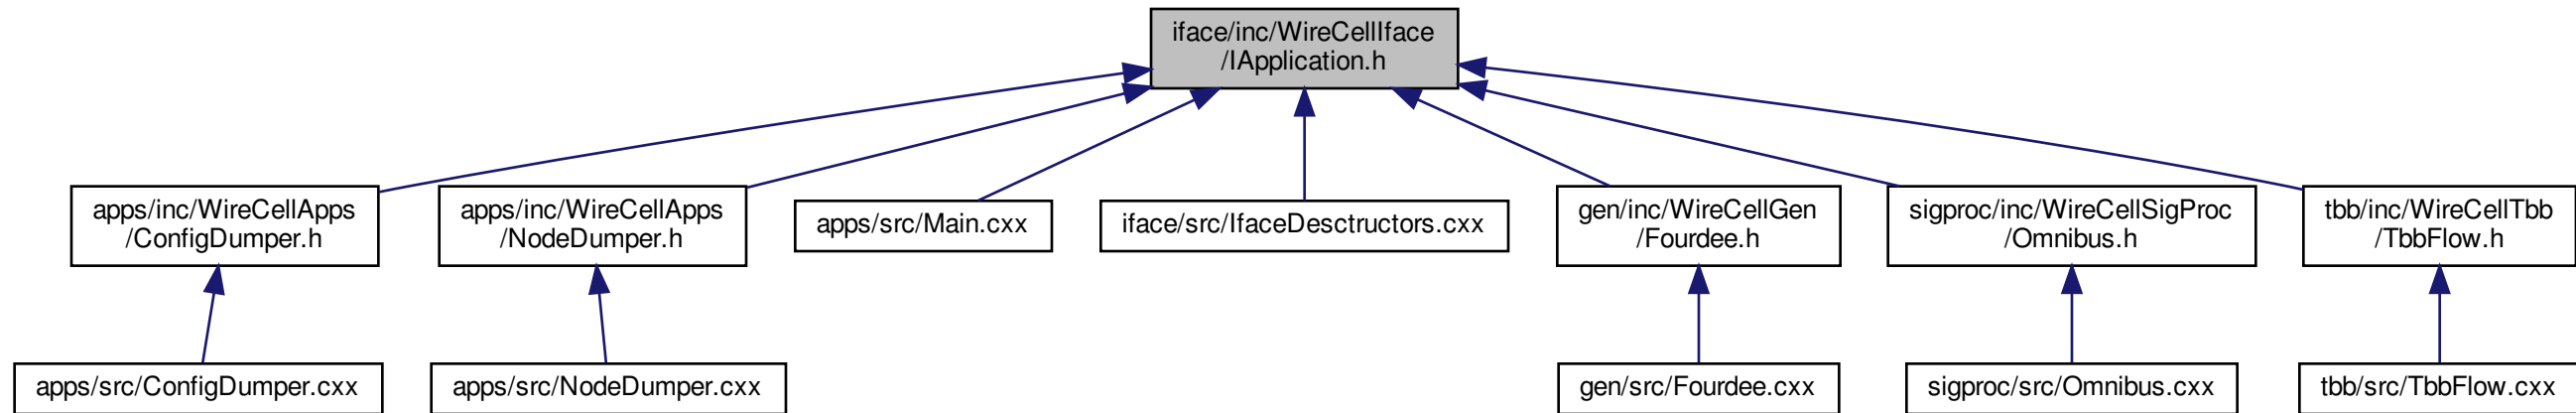 iface/inc/WireCellIface
/IApplication.h
apps/inc/WireCellApps
/ConfigDumper.h
apps/inc/WireCellApps
/NodeDumper.h
apps/src/Main.cxx
iface/src/IfaceDesctructors.cxx
gen/inc/WireCellGen
/Fourdee.h
sigproc/inc/WireCellSigProc
/Omnibus.h
tbb/inc/WireCellTbb
/TbbFlow.h
apps/src/ConfigDumper.cxx
apps/src/NodeDumper.cxx
gen/src/Fourdee.cxx
sigproc/src/Omnibus.cxx
tbb/src/TbbFlow.cxx